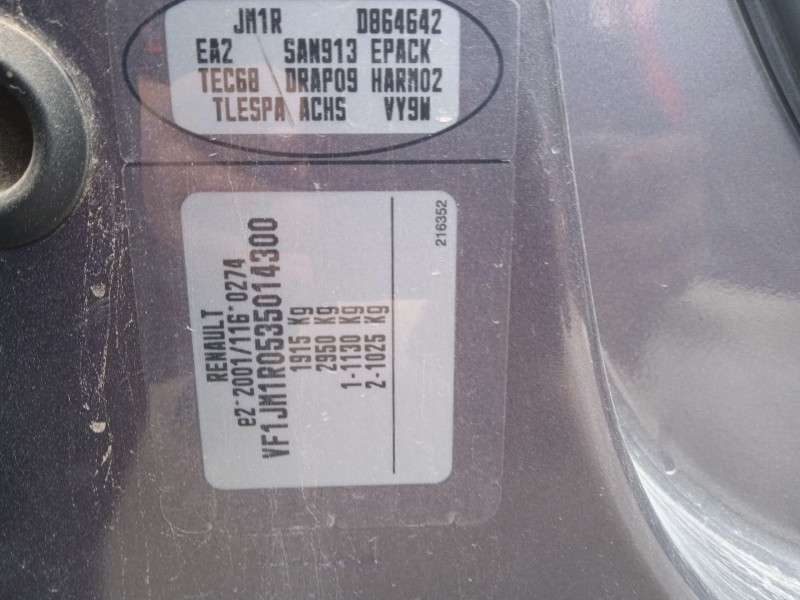 JM1R D864642
EA2 SAN913 EPACK
TEC68 DRAP09 HARM02
TLESPA ACHS VY9W
RENAULT
e2*2001/116*0274
VF1JM1R0535014300
1915 Kg
2950 Kg
1-1130 Kg
2-1025 Kg
216352